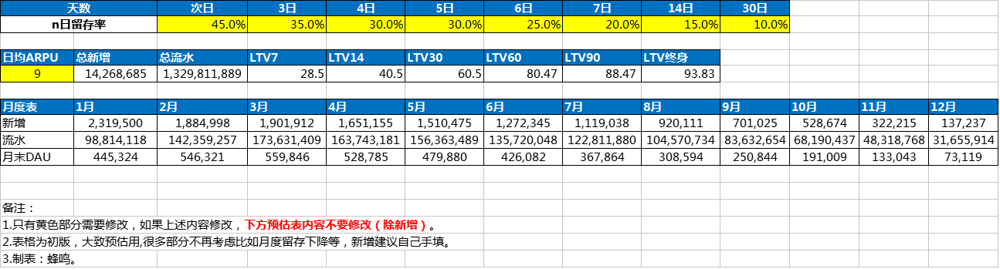 天数 次日 3日 4日 5日 6日 7日 14日 30日
n日留存率 45.0% 35.0% 30.0% 30.0% 25.0% 20.0% 15.0% 10.0%
日均ARPU 总新增 总流水 LTV7 LTV14 LTV30 LTV60 LTV90 LTV终身
9 14,268,685 1,329,811,889 28.5 40.5 60.5 80.47 88.47 93.83
月度表 1月 2月 3月 4月 5月 6月 7月 8月 9月 10月 11月 12月
新增 2,319,500 1,884,998 1,901,912 1,651,155 1,510,475 1,272,345 1,119,038 920,111 701,025 528,674 322,215 137,237
流水 98,814,118 142,359,257 173,631,409 163,743,181 156,363,489 135,720,048 122,811,880 104,570,734 83,632,654 68,190,437 48,318,768 31,655,914
月末DAU 445,324 546,321 559,846 528,785 479,880 426,082 367,864 308,594 250,844 191,009 133,043 73,119
备注：
1.只有黄色部分需要修改，如果上述内容修改，下方预估表内容不要修改（除新增）。
2.表格为初版，大致预估用,很多部分不再考虑比如月度留存下降等，新增建议自己手填。
3.制表：蜂鸣。